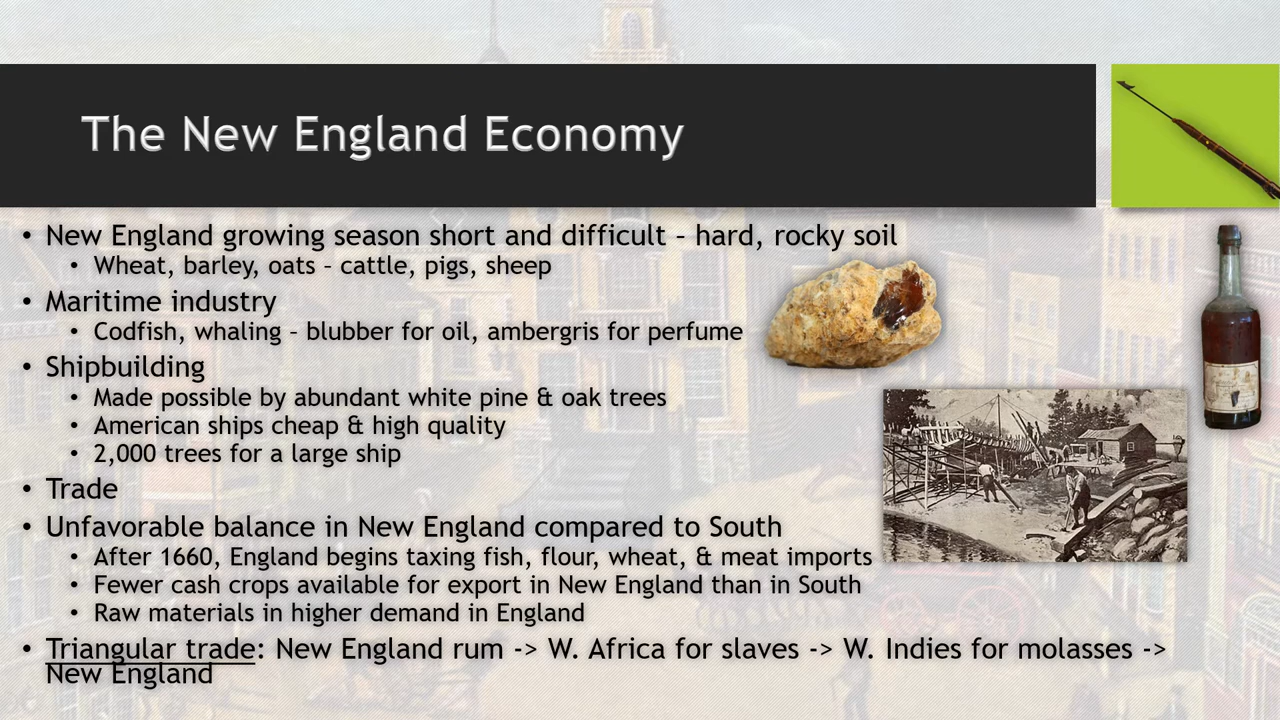 The New England Economy
• New England growing season short and difficult – hard, rocky soil
• Wheat, barley, oats – cattle, pigs, sheep
• Maritime industry
• Codfish, whaling – blubber for oil, ambergris for perfume
• Shipbuilding
• Made possible by abundant white pine & oak trees
• American ships cheap & high quality
• 2,000 trees for a large ship
• Trade
• Unfavorable balance in New England compared to South
• After 1660, England begins taxing fish, flour, wheat, & meat imports
• Fewer cash crops available for export in New England than in South
• Raw materials in higher demand in England
• Triangular trade: New England rum -> W. Africa for slaves -> W. Indies for molasses ->
New England